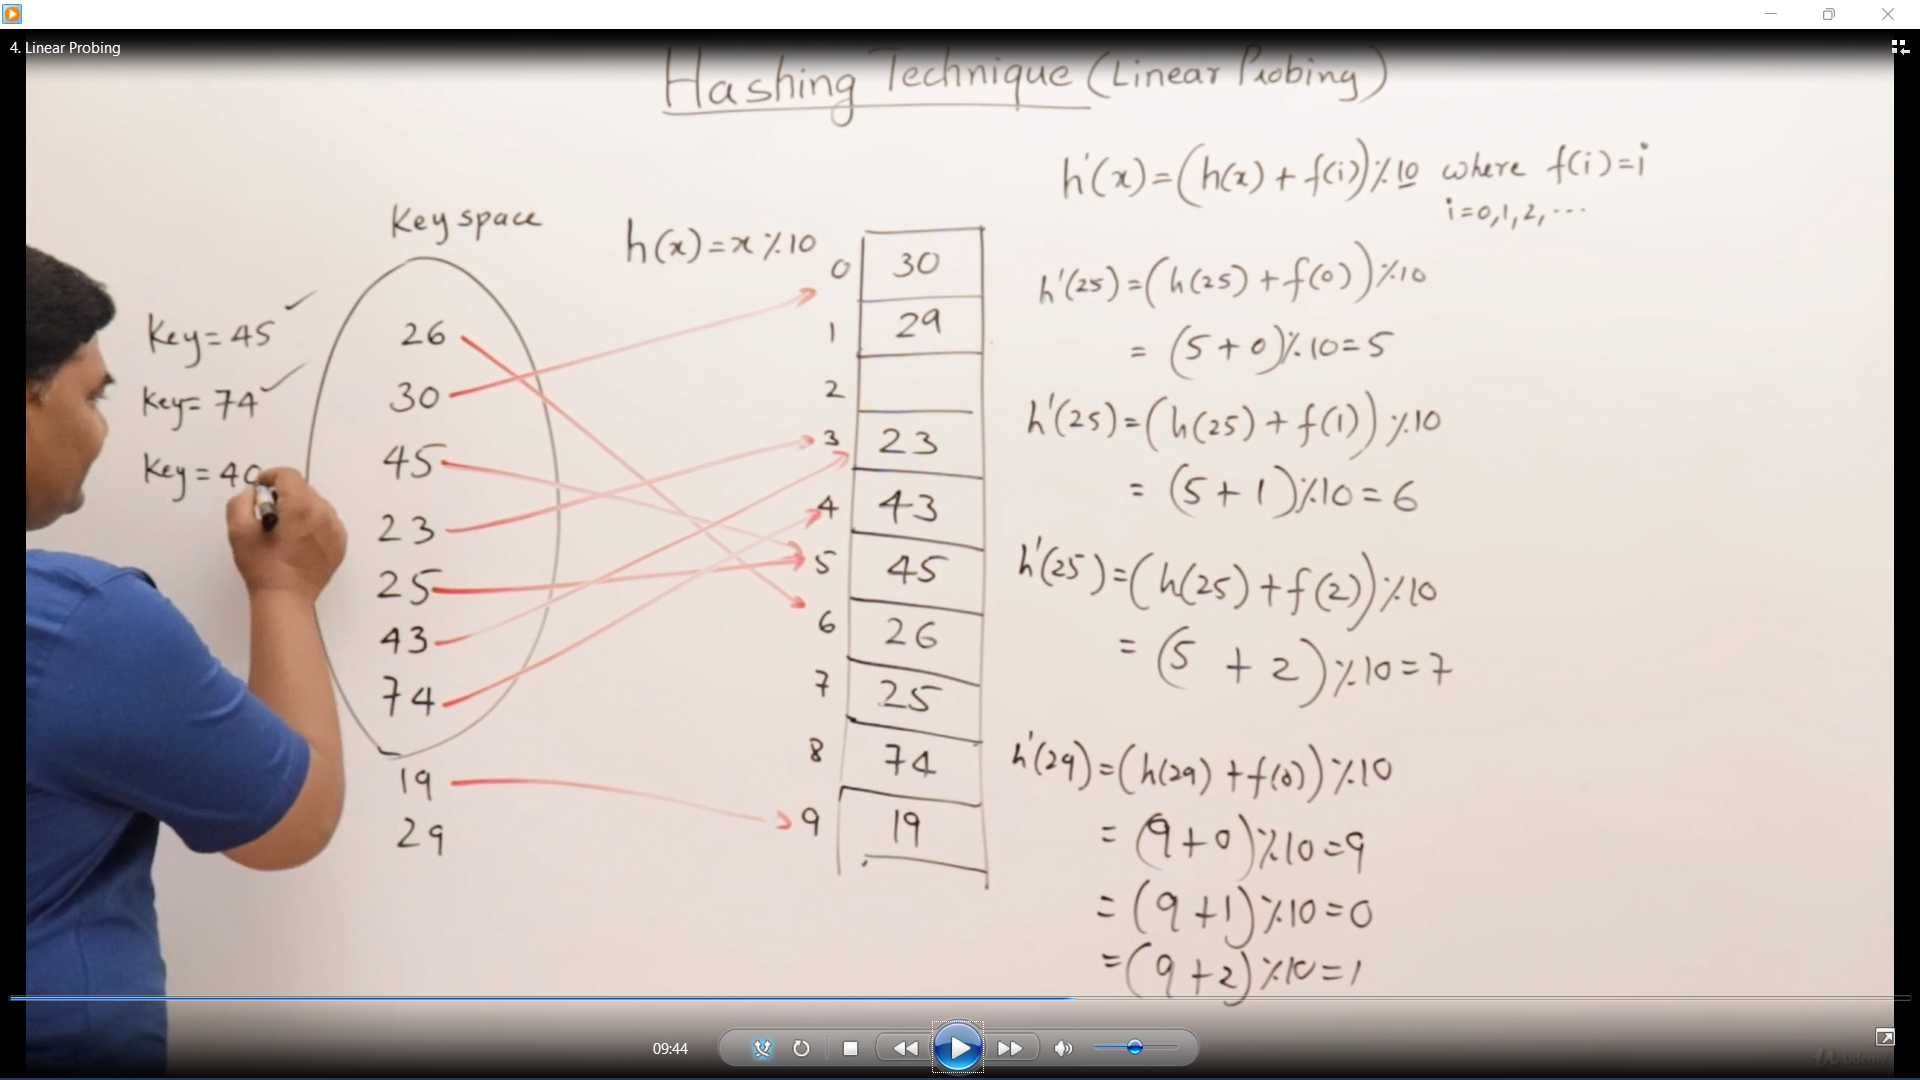 4. Linear Probing
Hashing Technique (Linear Probing)
h'(x)=(h(x)+f(i))%10 where f(i)=i
i=0,1,2,...
Key space
h(x)=x%10
Key=45 ✓
Key=74 ✓
Key=40
26
30
45
23
25
43
74
19
29
0 30
1 29
2
3 23
4 43
5 45
6 26
7 25
8 74
9 19
h'(25)=(h(25)+f(0))%10
= (5+0)%10=5
h'(25)=(h(25)+f(1))%10
= (5+1)%10=6
h'(25)=(h(25)+f(2))%10
= (5+2)%10=7
h'(29)=(h(29)+f(0))%10
= (9+0)%10=9
= (9+1)%10=0
=(9+2)%10=1
09:44
Udemy